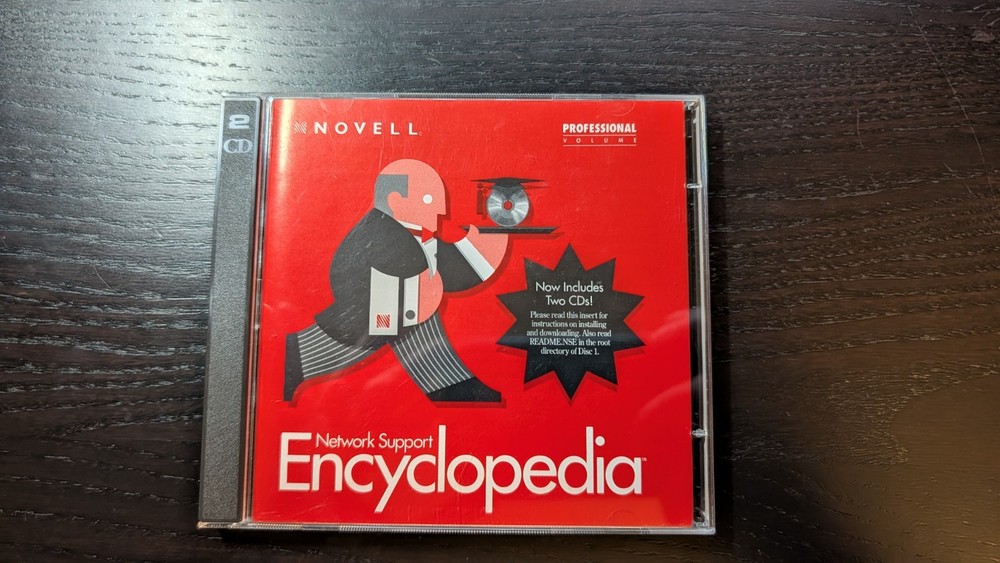 2
CD
NOVELL®
PROFESSIONAL
VOLUME
Now Includes
Two CDs!
Please read this insert for
instructions on installing
and downloading. Also read
README.NSE in the root
directory of Disc 1.
Network Support
Encyclopedia™